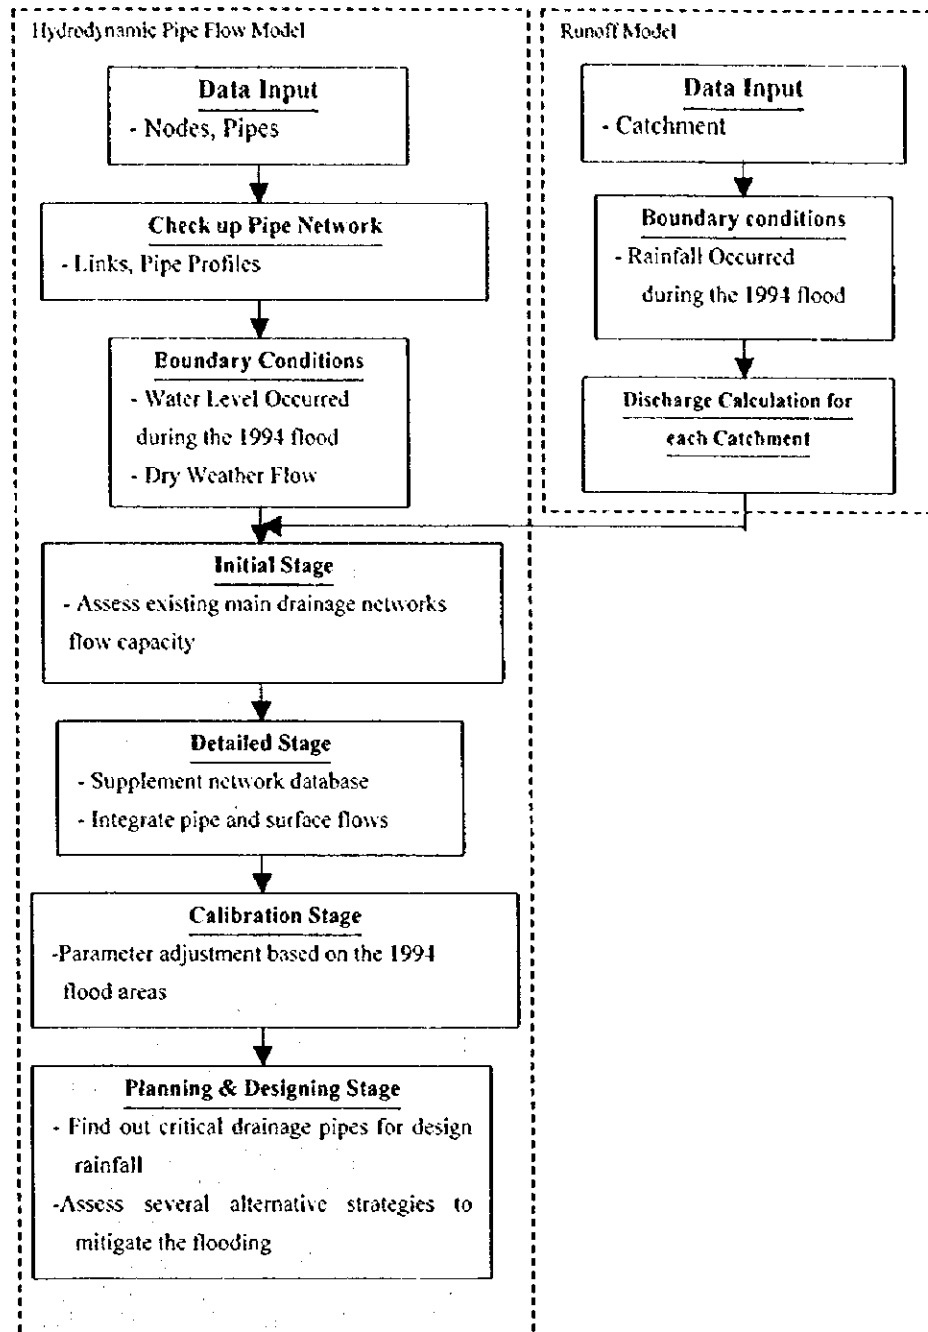 Hydrodynamic Pipe Flow Model
Data Input
- Nodes, Pipes
Check up Pipe Network
- Links, Pipe Profiles
Boundary Conditions
- Water Level Occurred
during the 1994 flood
- Dry Weather Flow
Initial Stage
- Assess existing main drainage networks
flow capacity
Detailed Stage
- Supplement network database
- Integrate pipe and surface flows
Calibration Stage
-Parameter adjustment based on the 1994
flood areas
Planning & Designing Stage
- Find out critical drainage pipes for design
rainfall
-Assess several alternative strategies to
mitigate the flooding
Runoff Model
Data Input
- Catchment
Boundary conditions
- Rainfall Occurred
during the 1994 flood
Discharge Calculation for
each Catchment